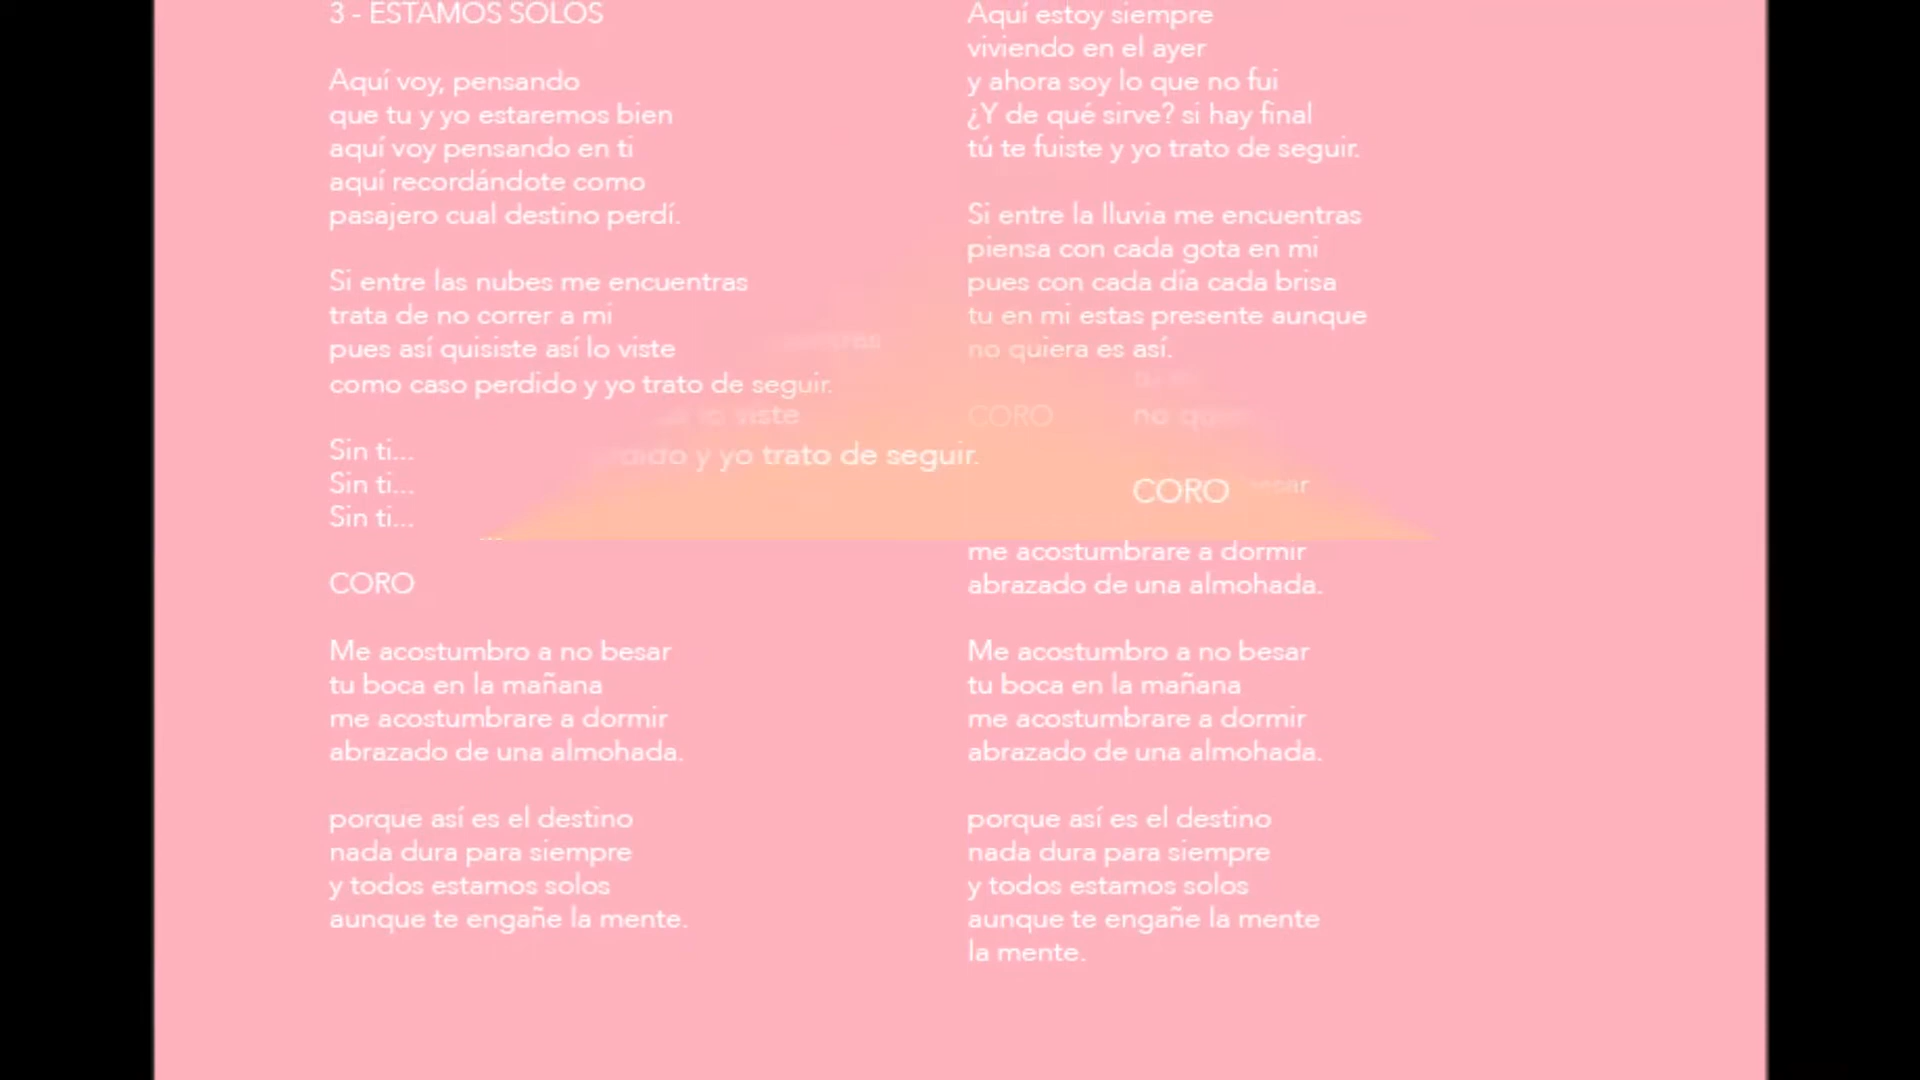 3 - ESTAMOS SOLOS
Aquí voy, pensando
que tu y yo estaremos bien
aquí voy pensando en ti
aquí recordándote como
pasajero cual destino perdí.
Si entre las nubes me encuentras
trata de no correr a mi
pues así quisiste así lo viste
como caso perdido y yo trato de seguir.
viste
y yo trato de seguir.
Sin ti...
Sin ti...
Sin ti...
CORO
Me acostumbro a no besar
tu boca en la mañana
me acostumbrare a dormir
abrazado de una almohada.
porque así es el destino
nada dura para siempre
y todos estamos solos
aunque te engañe la mente.
Aquí estoy siempre
viviendo en el ayer
y ahora soy lo que no fui
¿Y de qué sirve? si hay final
tú te fuiste y yo trato de seguir.
Si entre la lluvia me encuentras
piensa con cada gota en mi
pues con cada día cada brisa
tu en mi estas presente aunque
no quiera es así.
CORO
no
CORO
me acostumbrare a dormir
abrazado de una almohada.
Me acostumbro a no besar
tu boca en la mañana
me acostumbrare a dormir
abrazado de una almohada.
porque así es el destino
nada dura para siempre
y todos estamos solos
aunque te engañe la mente
la mente.